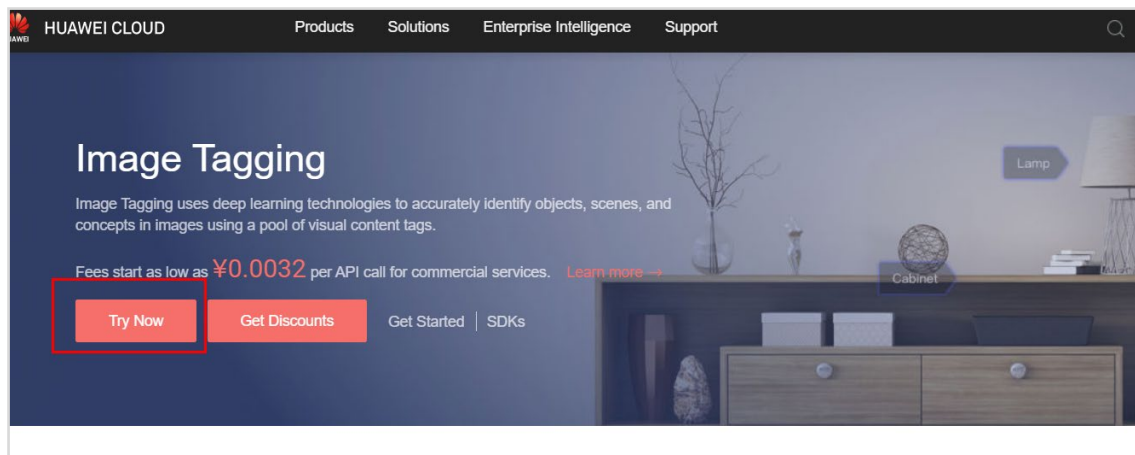 HUAWEI CLOUD Products Solutions Enterprise Intelligence Support
Image Tagging
Image Tagging uses deep learning technologies to accurately identify objects, scenes, and
concepts in images using a pool of visual content tags.
Fees start as low as ¥0.0032 per API call for commercial services. Learn more →
Try Now Get Discounts Get Started | SDKs
Lamp
Cabinet